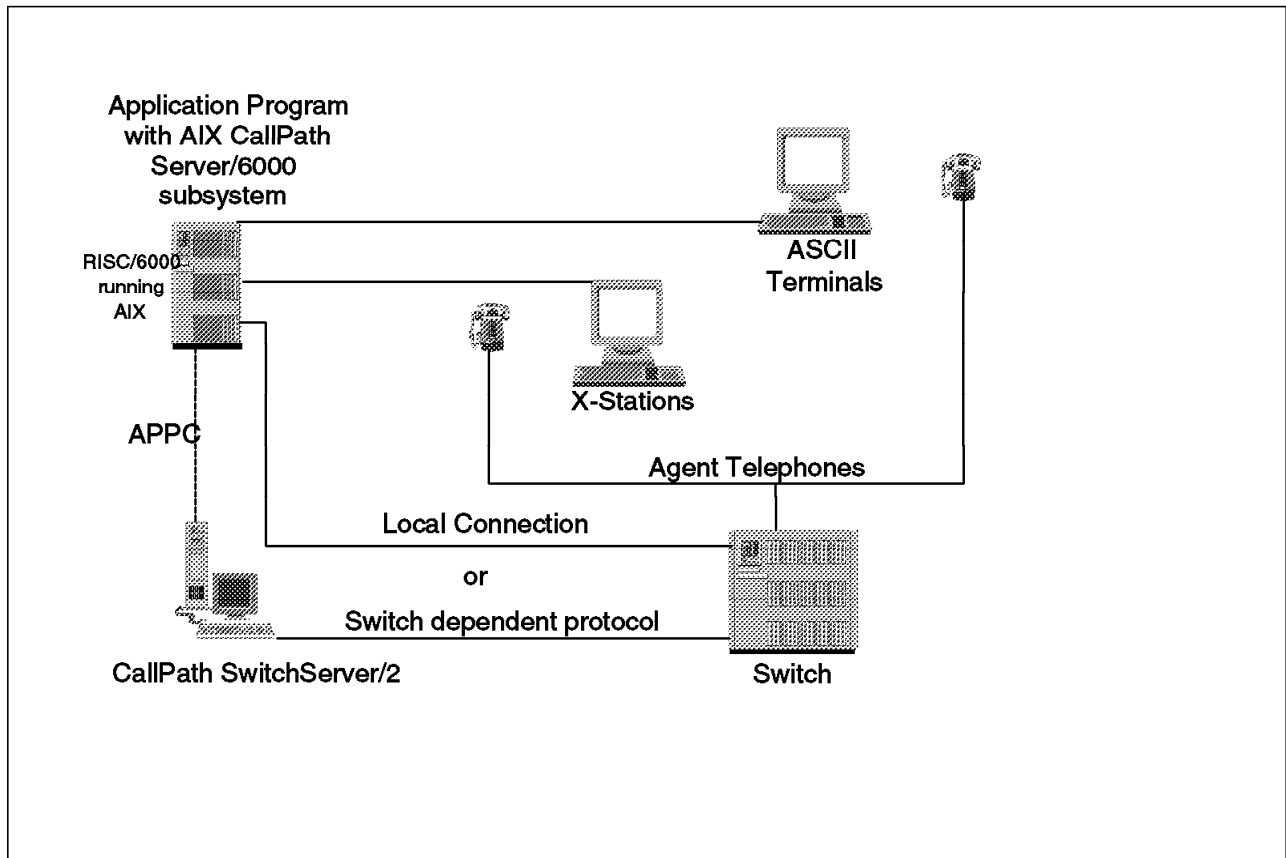 Application Program
with AIX CallPath
Server/6000
subsystem
RISC/6000
running
AIX
ASCII
Terminals
X-Stations
APPC
Agent Telephones
Local Connection
or
Switch dependent protocol
CallPath SwitchServer/2
Switch